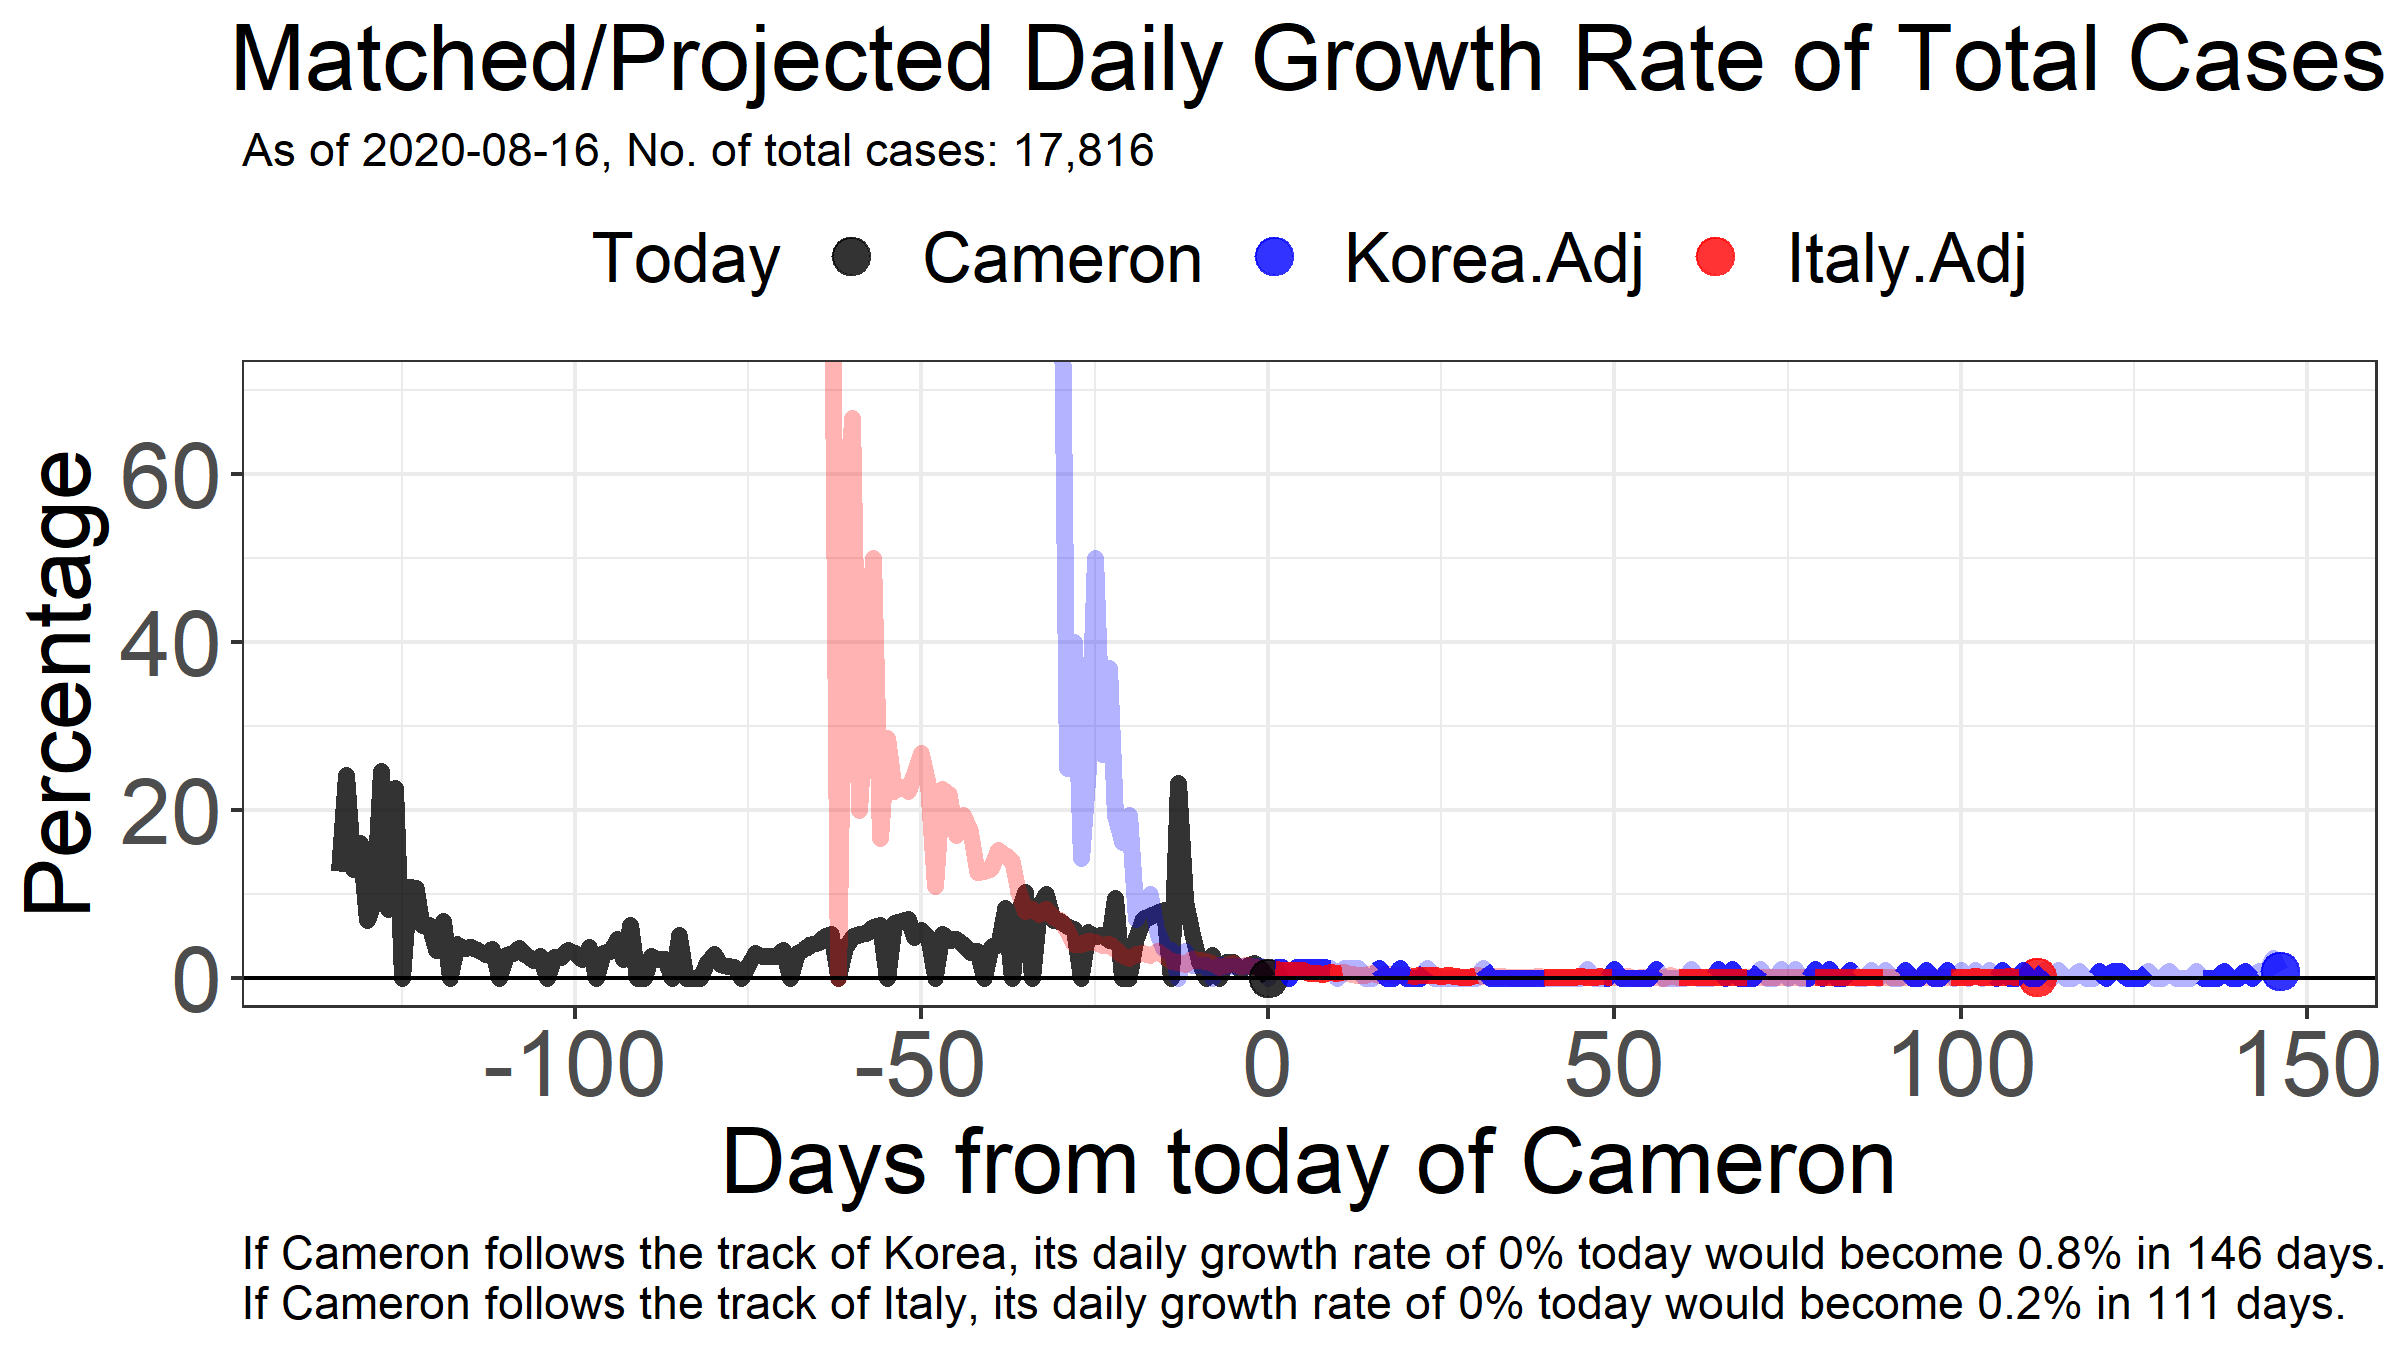 Matched/Projected Daily Growth Rate of Total Cases
As of 2020-08-16, No. of total cases: 17,816
Today Cameron Korea.Adj Italy.Adj
Percentage
60
40
20
0
-100 -50 0 50 100 150
Days from today of Cameron
If Cameron follows the track of Korea, its daily growth rate of 0% today would become 0.8% in 146 days.
If Cameron follows the track of Italy, its daily growth rate of 0% today would become 0.2% in 111 days.